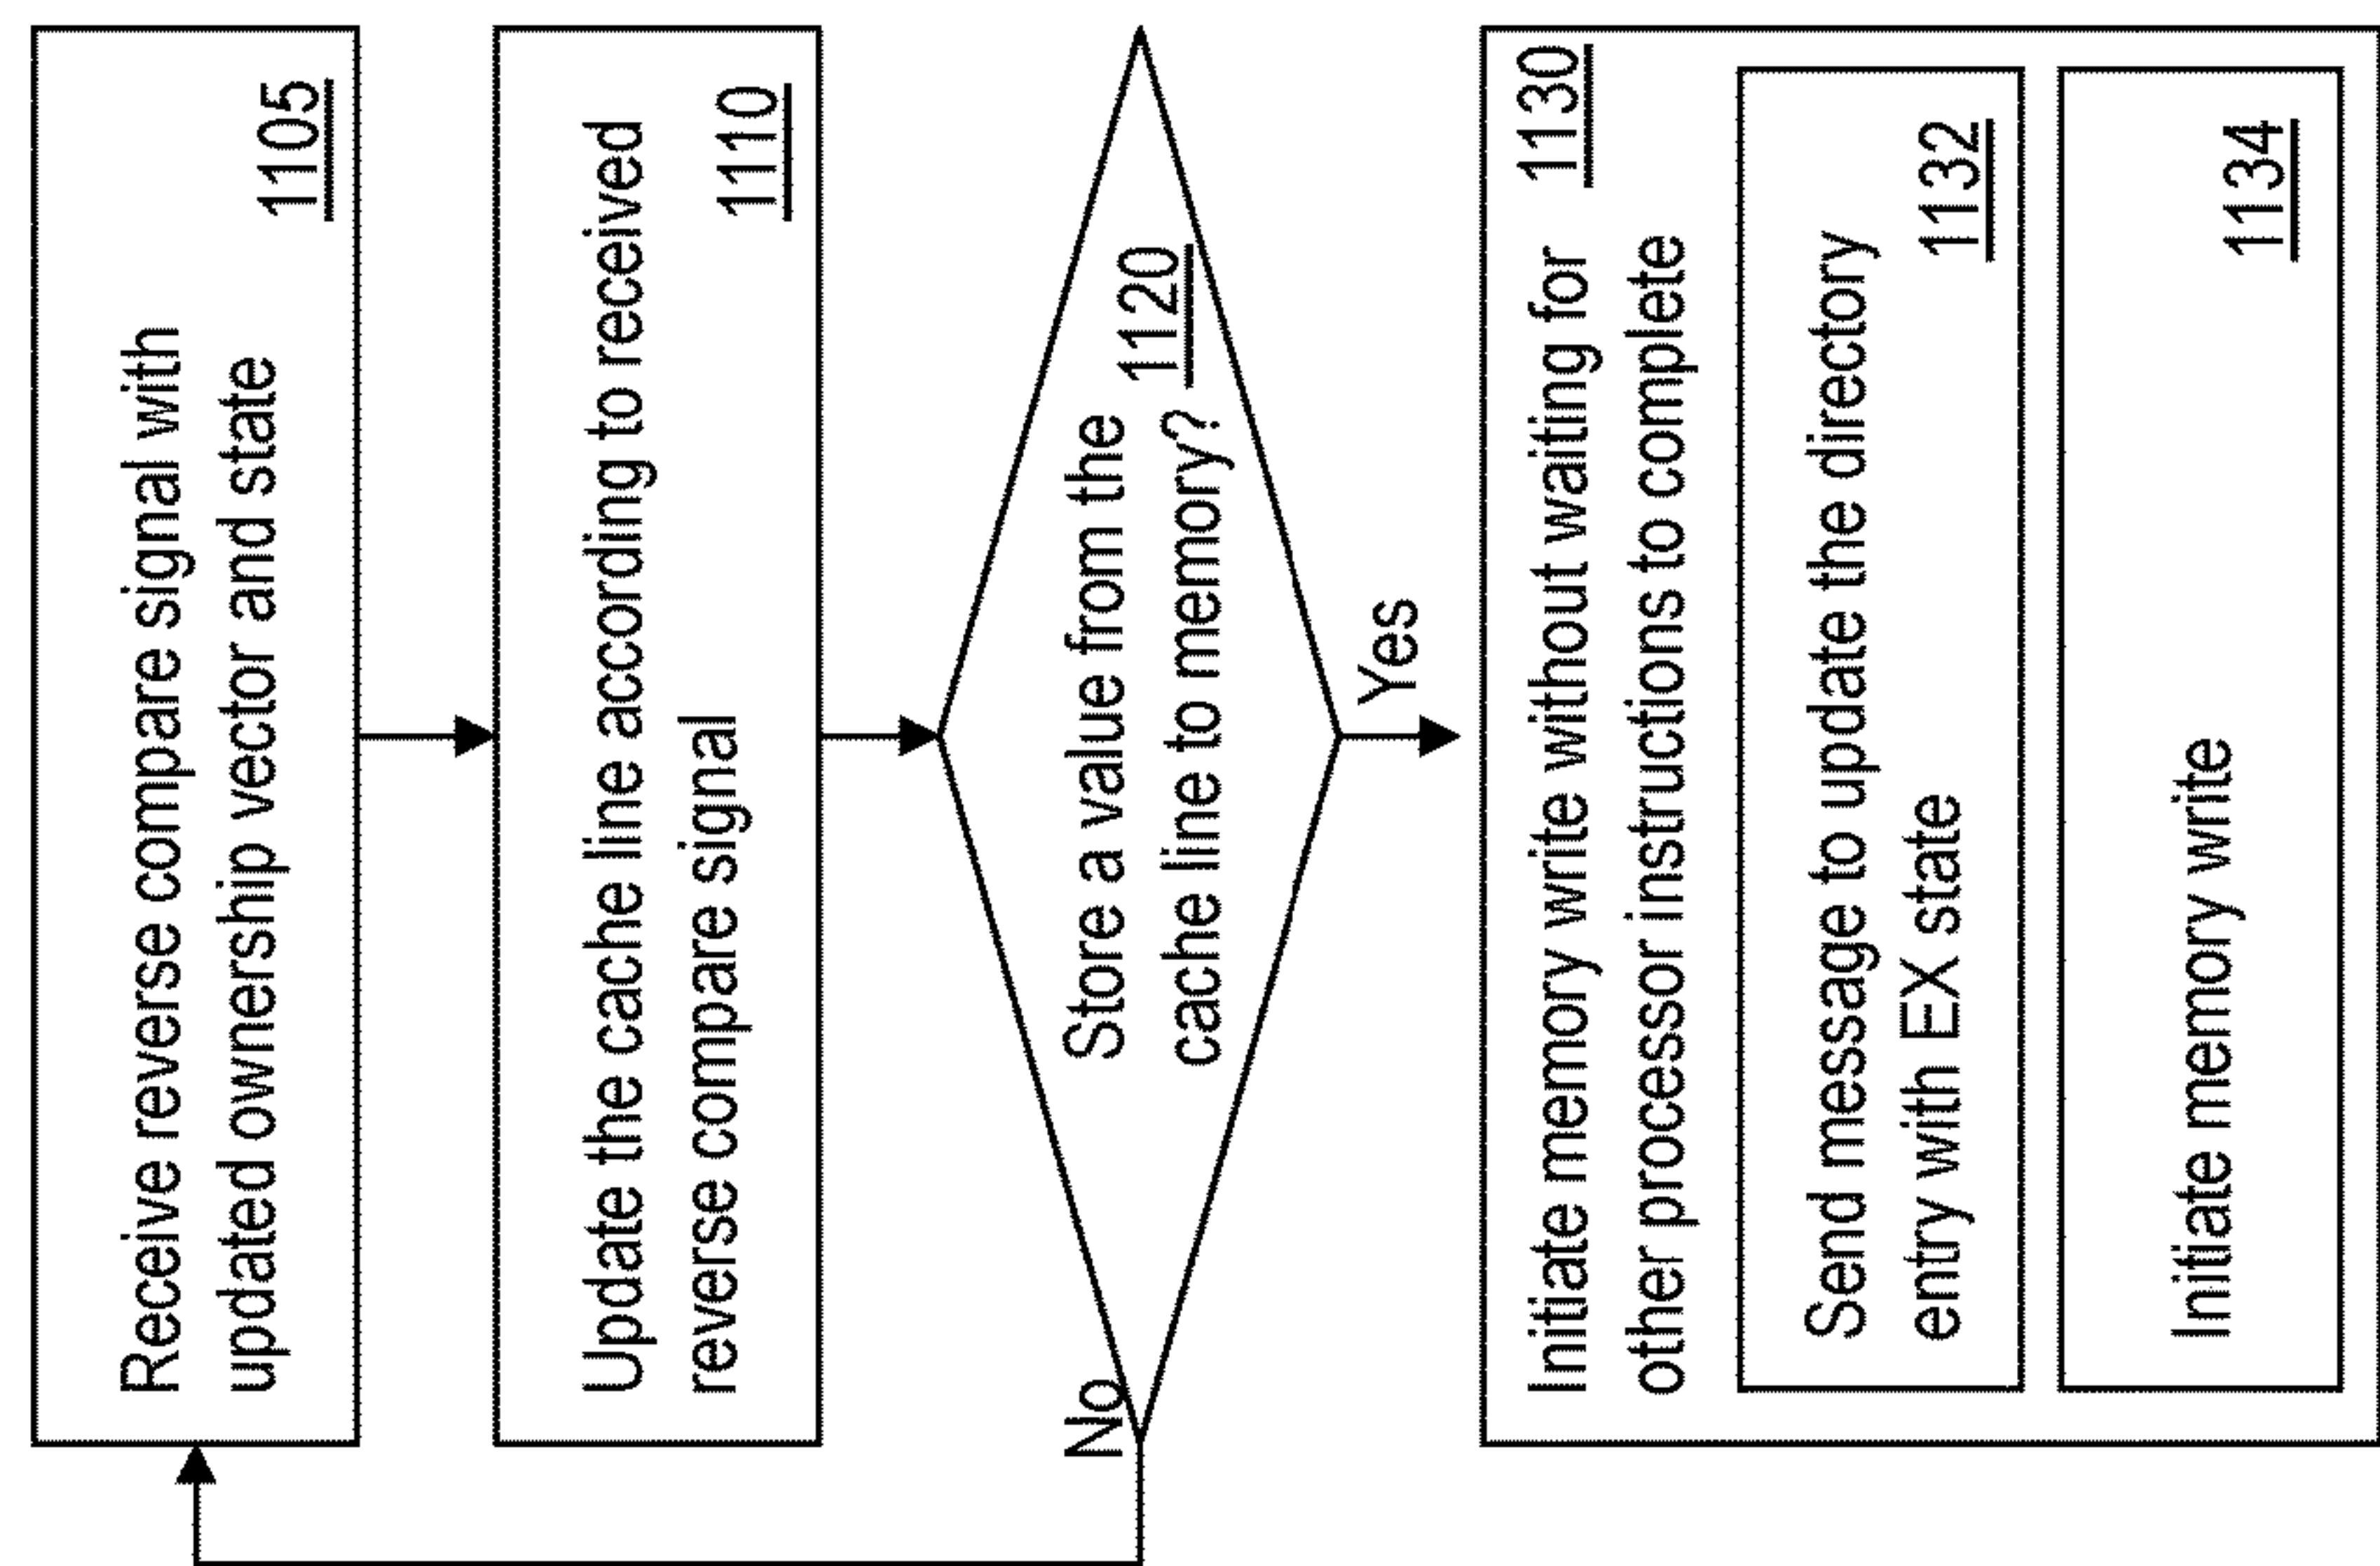 Receive reverse compare signal with
updated ownership vector and state
1105
Update the cache line according to received
reverse compare signal
1110
Store a value from the
1120
cache line to memory?
No
Yes
Initiate memory write without waiting for 1130
other processor instructions to complete
Send message to update the directory
entry with EX state
1132
Initiate memory write
1134